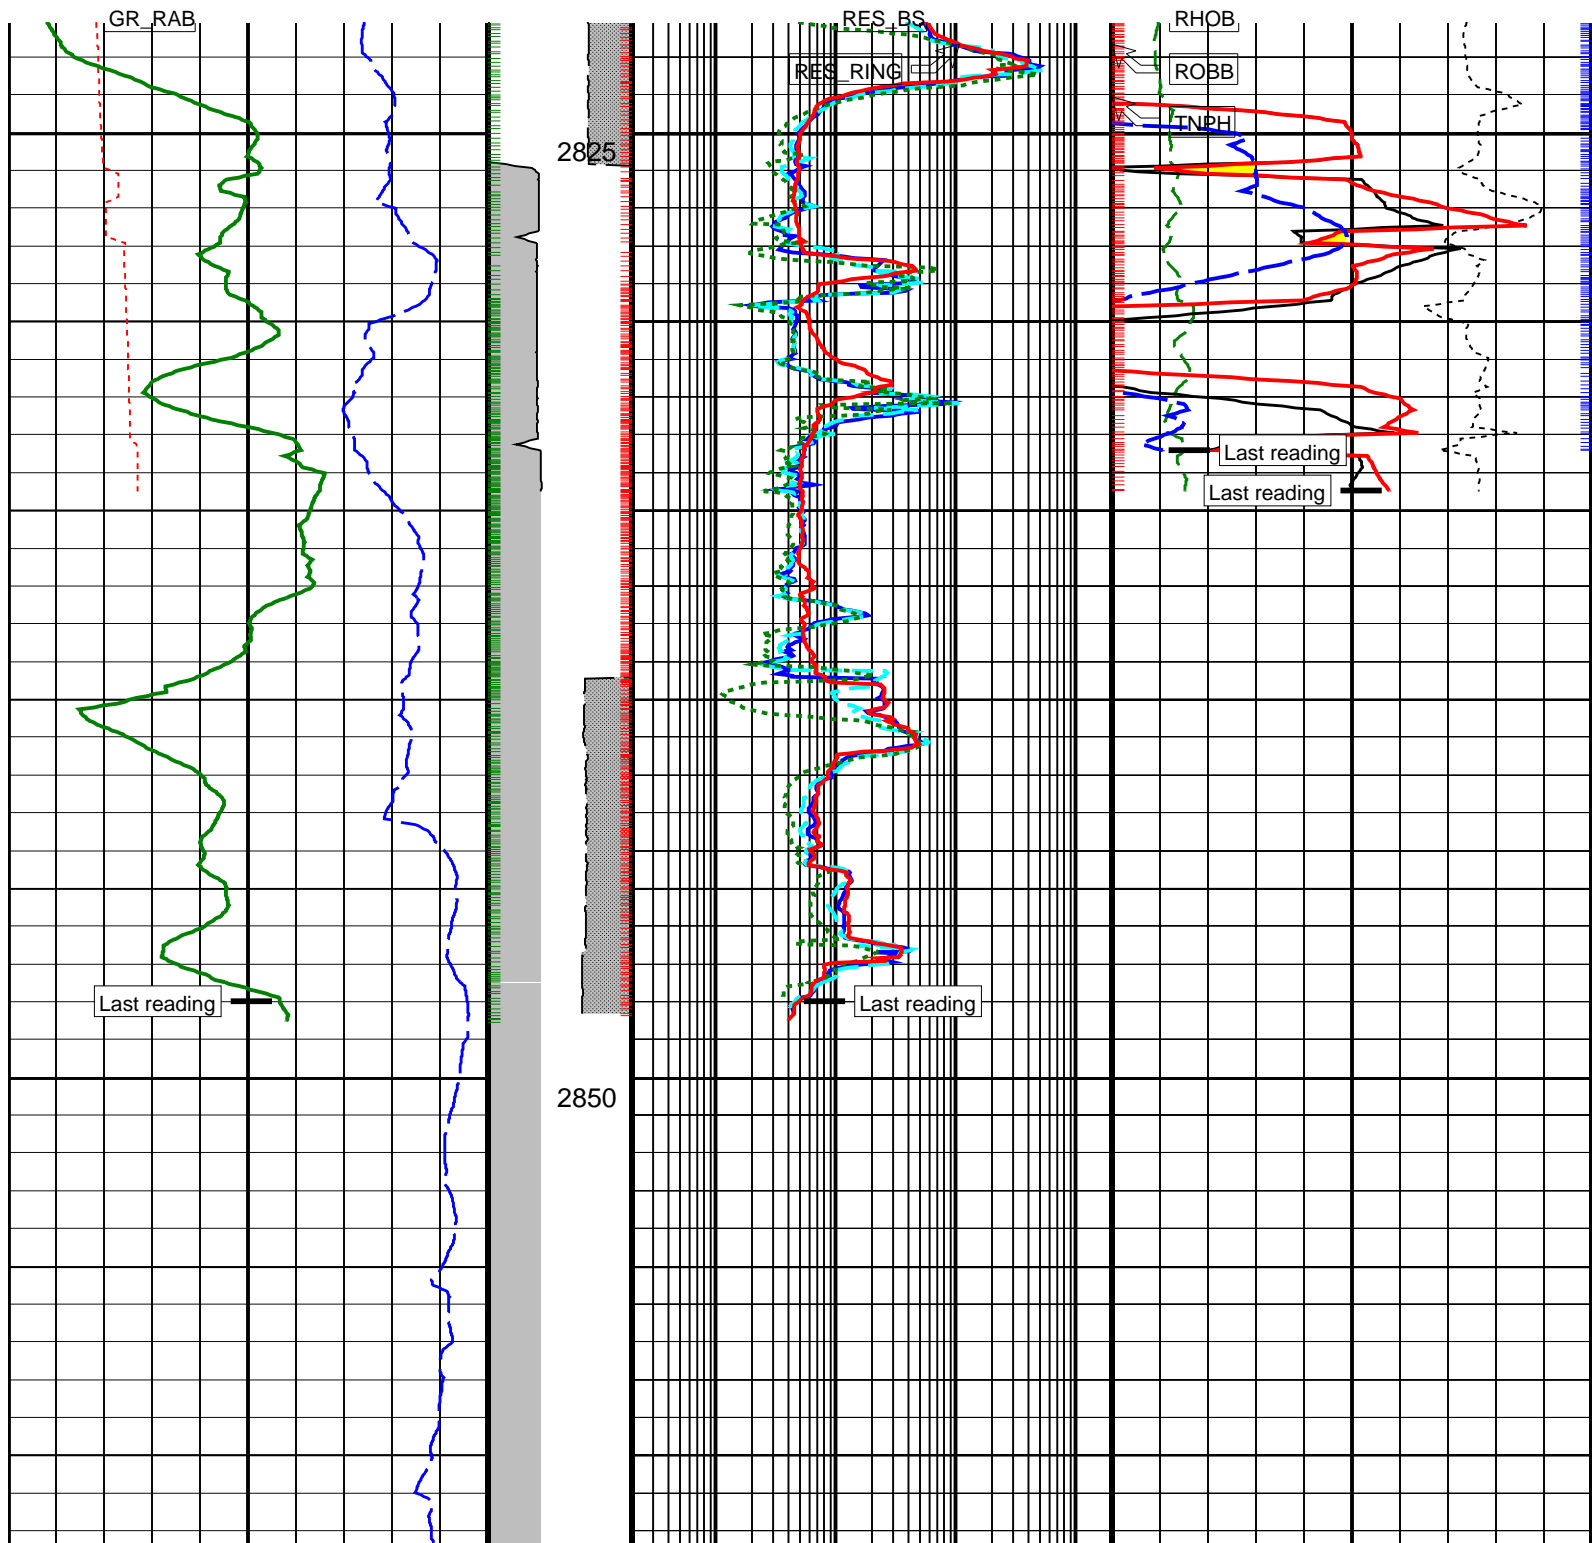 GR_RAB
RES_BS
RHOB
RES_RING
ROBB
TNPH
2825
Last reading
Last reading
Last reading
Last reading
2850